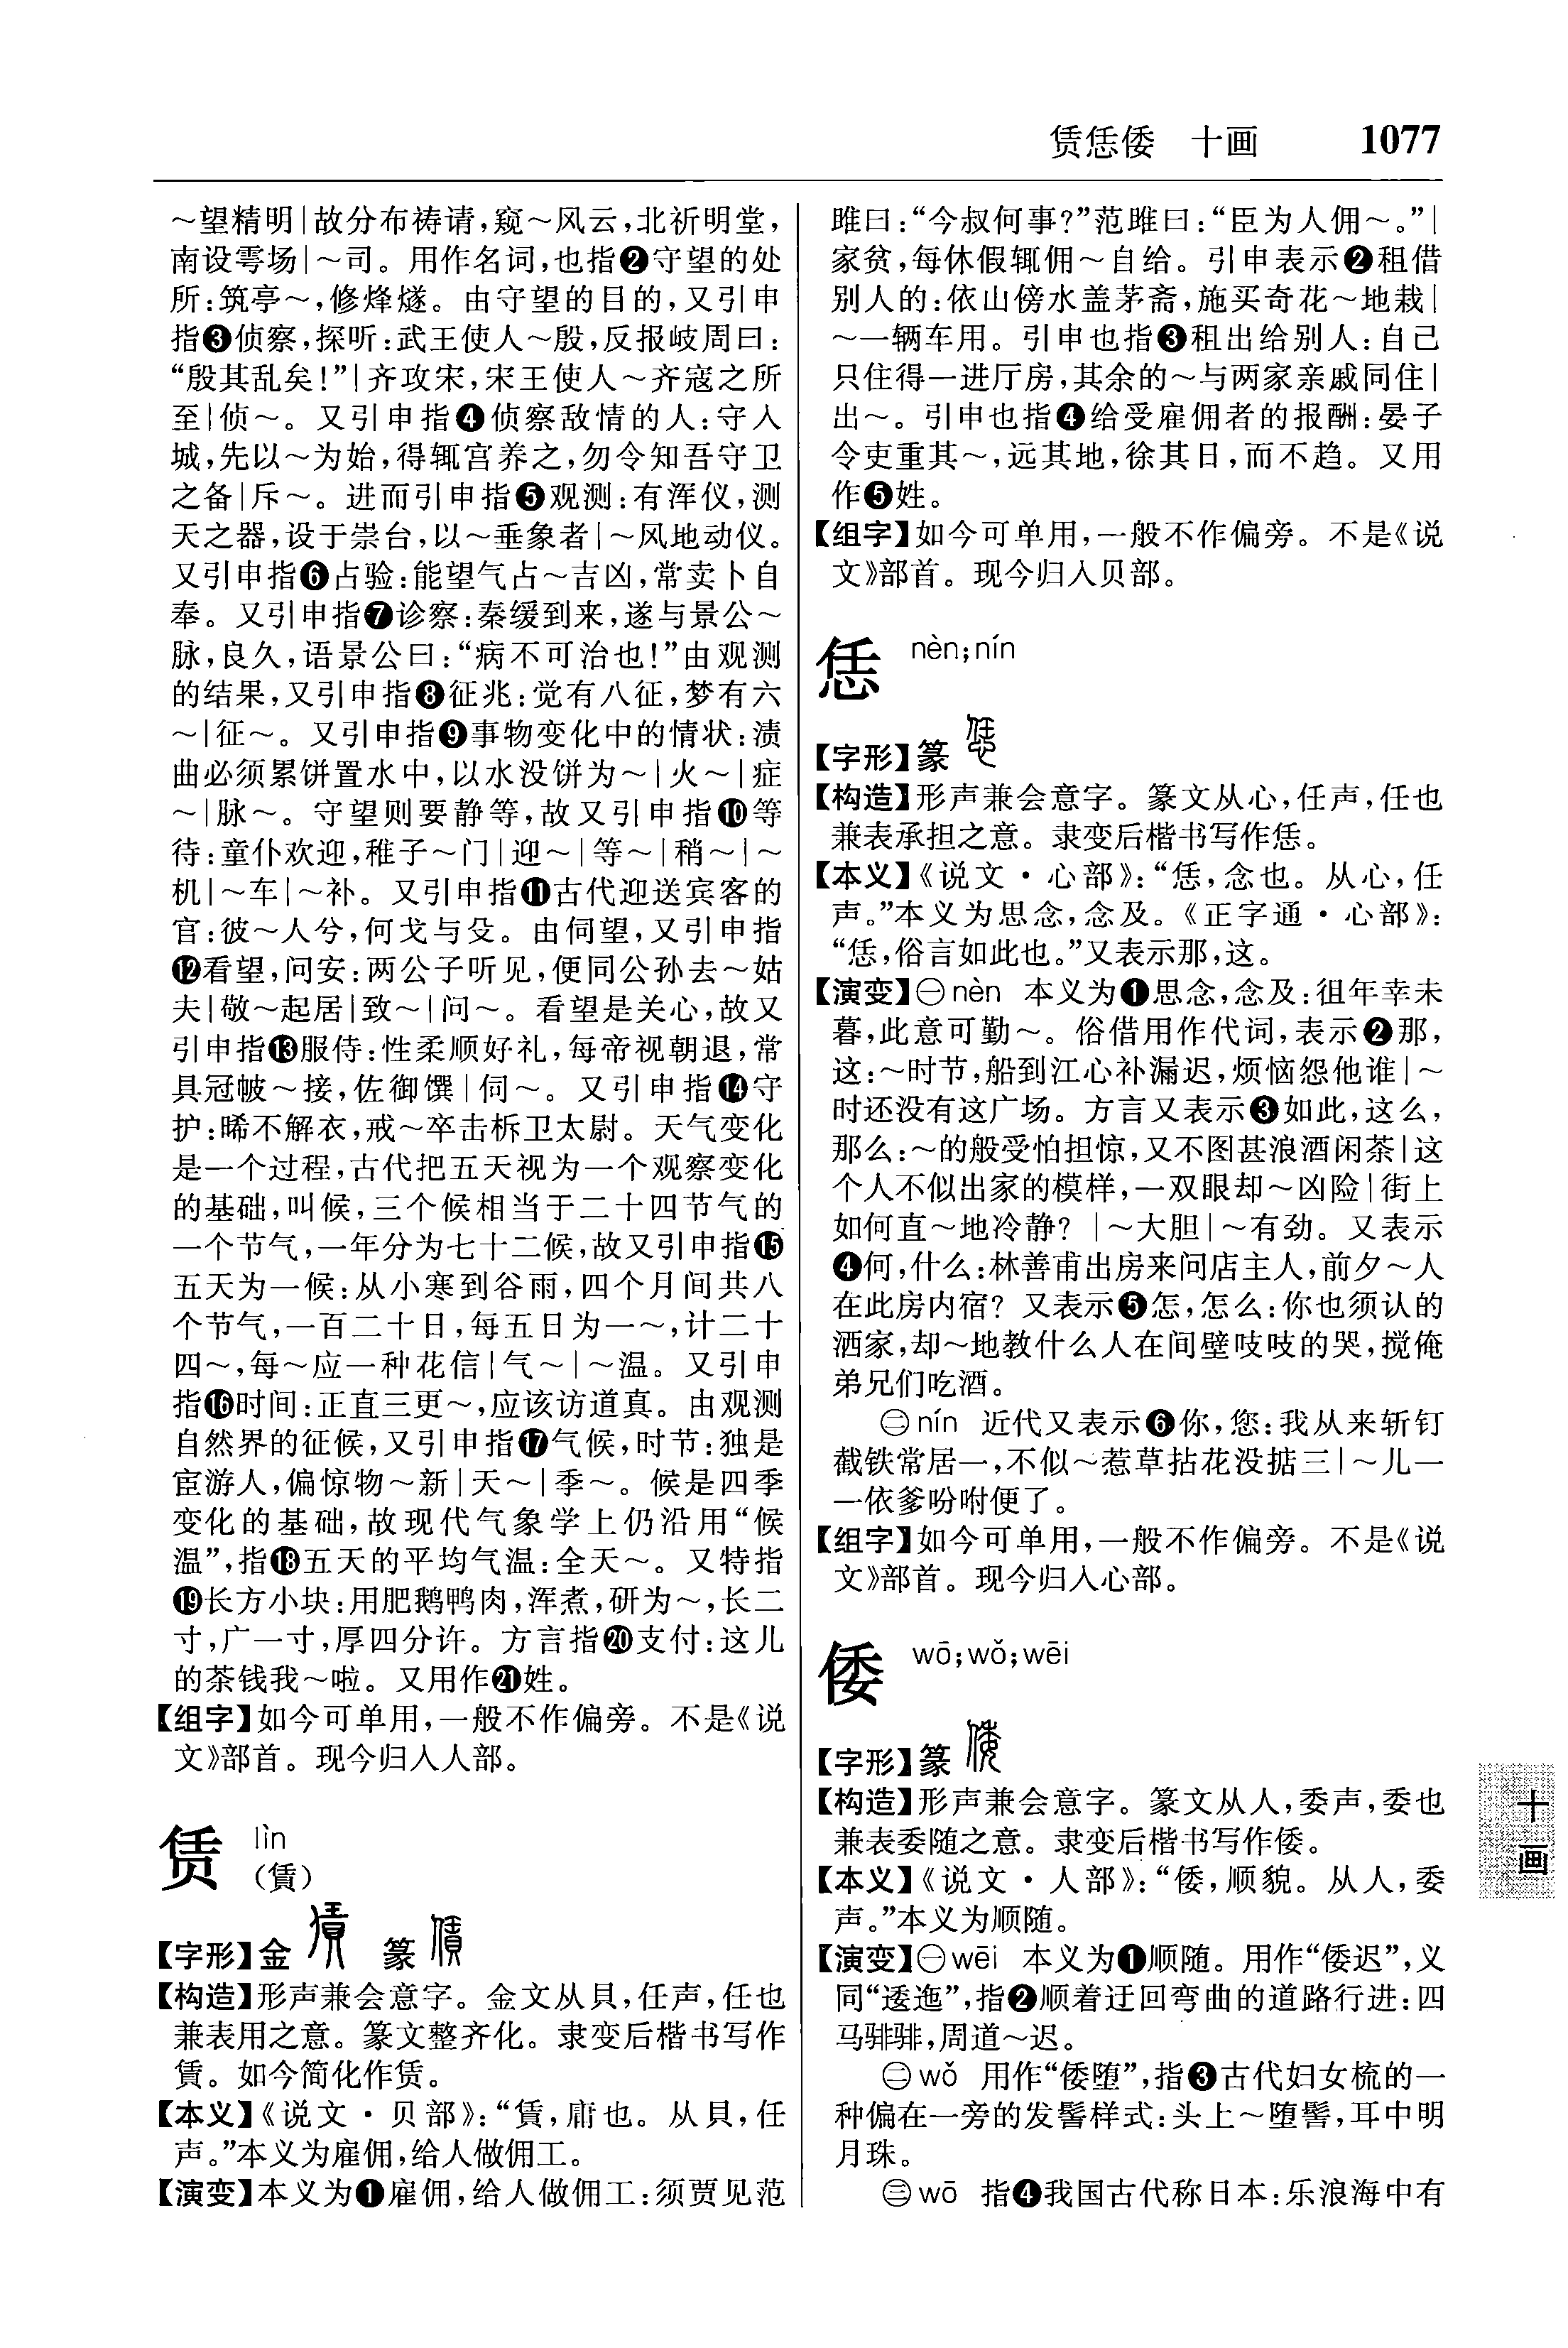 赁恁倭 十画 1077
～望精明|故分布祷请,窥～风云,北祈明堂,
南设雩场|～司。用作名词,也指❷守望的处
所:筑亭～,修烽燧。由守望的目的,又引申
指❸侦察,探听:武王使人～殷,反报岐周曰:
“殷其乱矣!”|齐攻宋,宋王使人～齐寇之所
至|侦～。又引申指❹侦察敌情的人:守入
城,先以～为始,得辄宫养之,勿令知吾守卫
之备|斥～。进而引申指❺观测:有浑仪,测
天之器,设于崇台,以～垂象者|～风地动仪。
又引申指❻占验:能望气占～吉凶,常卖卜自
奉。又引申指❼诊察:秦缓到来,遂与景公～
脉,良久,语景公曰:“病不可治也!”由观测
的结果,又引申指❽征兆:觉有八征,梦有六
～|征～。又引申指❾事物变化中的情状:渍
曲必须累饼置水中,以水没饼为～|火～|症
～|脉～。守望则要静等,故又引申指❿等
待:童仆欢迎,稚子～门|迎～|等～|稍～|～
机|～车|～补。又引申指⓫古代迎送宾客的
官:彼～人兮,何戈与殳。由伺望,又引申指
⓬看望,问安:两公子听见,便同公孙去～姑
夫|敬～起居|致～|问～。看望是关心,故又
引申指⓭服侍:性柔顺好礼,每帝视朝退,常
具冠帔～接,佐御馔|伺～。又引申指⓮守
护:晞不解衣,戒～卒击柝卫太尉。天气变化
是一个过程,古代把五天视为一个观察变化
的基础,叫候,三个候相当于二十四节气的
一个节气,一年分为七十二候,故又引申指⓯
五天为一候:从小寒到谷雨,四个月间共八
个节气,一百二十日,每五日为一～,计二十
四～,每～应一种花信|气～|～温。又引申
指⓰时间:正直三更～,应该访道真。由观测
自然界的征候,又引申指⓱气候,时节:独是
宦游人,偏惊物～新|天～|季～。候是四季
变化的基础,故现代气象学上仍沿用“候
温”,指⓲五天的平均气温:全天～。又特指
⓳长方小块:用肥鹅鸭肉,浑煮,研为～,长二
寸,广一寸,厚四分许。方言指⓴支付:这儿
的茶钱我～啦。又用作㉑姓。
【组字】如今可单用,一般不作偏旁。不是《说
文》部首。现今归入人部。
赁 lìn
(賃)
【字形】金 篆
【构造】形声兼会意字。金文从貝,任声,任也
兼表用之意。篆文整齐化。隶变后楷书写作
賃。如今简化作赁。
【本义】《说文·贝部》:“賃,庸也。从貝,任
声。”本义为雇佣,给人做佣工。
【演变】本义为❶雇佣,给人做佣工:须贾见范
雎曰:“今叔何事?”范雎曰:“臣为人佣～。”|
家贫,每休假辄佣～自给。引申表示❷租借
别人的:依山傍水盖茅斋,施买奇花～地栽|
～一辆车用。引申也指❸租出给别人:自己
只住得一进厅房,其余的～与两家亲戚同住|
出～。引申也指❹给受雇佣者的报酬:晏子
令吏重其～,远其地,徐其日,而不趋。又用
作❺姓。
【组字】如今可单用,一般不作偏旁。不是《说
文》部首。现今归入贝部。
恁 nèn;nín
【字形】篆
【构造】形声兼会意字。篆文从心,任声,任也
兼表承担之意。隶变后楷书写作恁。
【本义】《说文·心部》:“恁,念也。从心,任
声。”本义为思念,念及。《正字通·心部》:
“恁,俗言如此也。”又表示那,这。
【演变】㊀nèn 本义为❶思念,念及:徂年幸未
暮,此意可勤～。俗借用作代词,表示❷那,
这:～时节,船到江心补漏迟,烦恼怨他谁|～
时还没有这广场。方言又表示❸如此,这么,
那么:～的般受怕担惊,又不图甚浪酒闲茶|这
个人不似出家的模样,一双眼却～凶险|街上
如何直～地冷静? |～大胆|～有劲。又表示
❹何,什么:林善甫出房来问店主人,前夕～人
在此房内宿? 又表示❺怎,怎么:你也须认的
洒家,却～地教什么人在间壁吱吱的哭,搅俺
弟兄们吃酒。
㊁nín 近代又表示❻你,您:我从来斩钉
截铁常居一,不似～惹草拈花没掂三|～儿一
一依爹吩咐便了。
【组字】如今可单用,一般不作偏旁。不是《说
文》部首。现今归入心部。
倭 wō;wǒ;wēi
【字形】篆
【构造】形声兼会意字。篆文从人,委声,委也
兼表委随之意。隶变后楷书写作倭。
【本义】《说文·人部》:“倭,顺貌。从人,委
声。”本义为顺随。
【演变】㊀wēi 本义为❶顺随。用作“倭迟”,义
同“逶迤”,指❷顺着迂回弯曲的道路行进:四
马騑騑,周道～迟。
㊁wǒ 用作“倭堕”,指❸古代妇女梳的一
种偏在一旁的发髻样式:头上～堕髻,耳中明
月珠。
㊂wō 指❹我国古代称日本:乐浪海中有
十
画